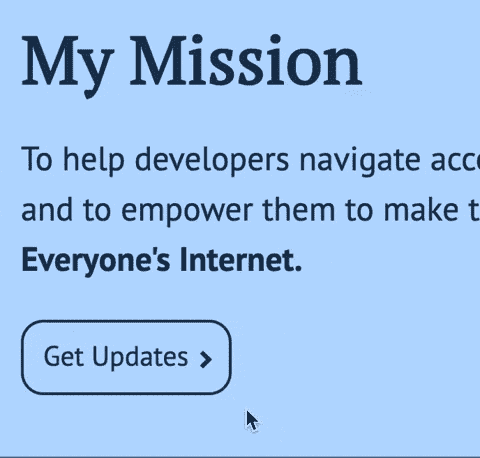 My Mission
To help developers navigate
and to empower them to make
Everyone's Internet.
Get Updates